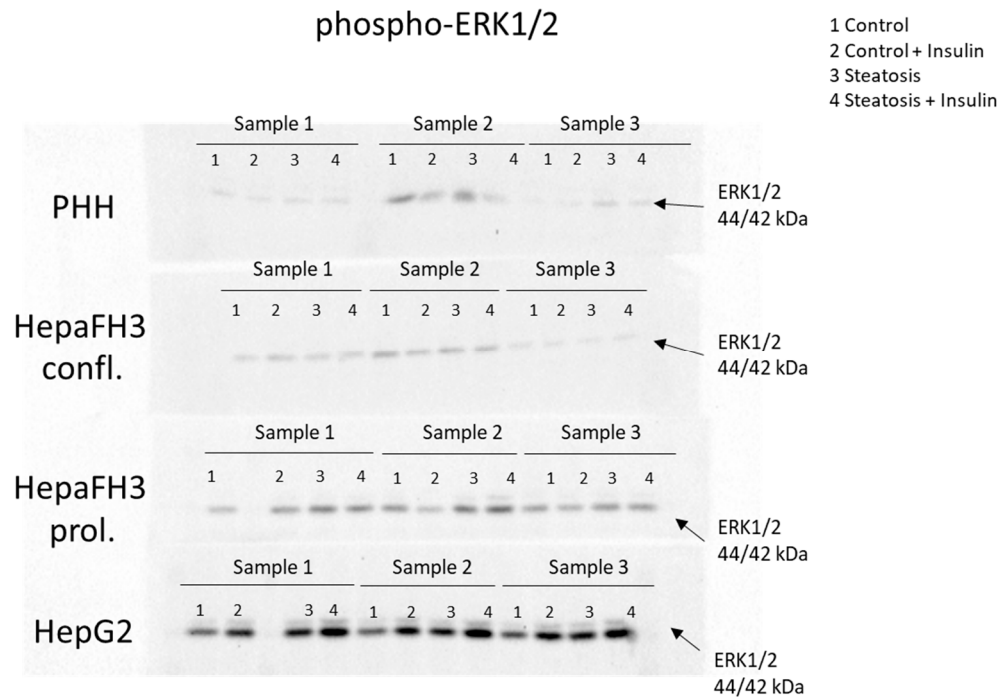 phospho-ERK1/2
1 Control
2 Control + Insulin
3 Steatosis
4 Steatosis + Insulin
Sample 1 Sample 2 Sample 3
1 2 3 4 1 2 3 4 1 2 3 4
PHH
ERK1/2
44/42 kDa
Sample 1 Sample 2 Sample 3
1 2 3 4 1 2 3 4 1 2 3 4
HepaFH3
confl.
ERK1/2
44/42 kDa
Sample 1 Sample 2 Sample 3
1 2 3 4 1 2 3 4 1 2 3 4
HepaFH3
prol.
ERK1/2
44/42 kDa
Sample 1 Sample 2 Sample 3
1 2 3 4 1 2 3 4 1 2 3 4
HepG2
ERK1/2
44/42 kDa